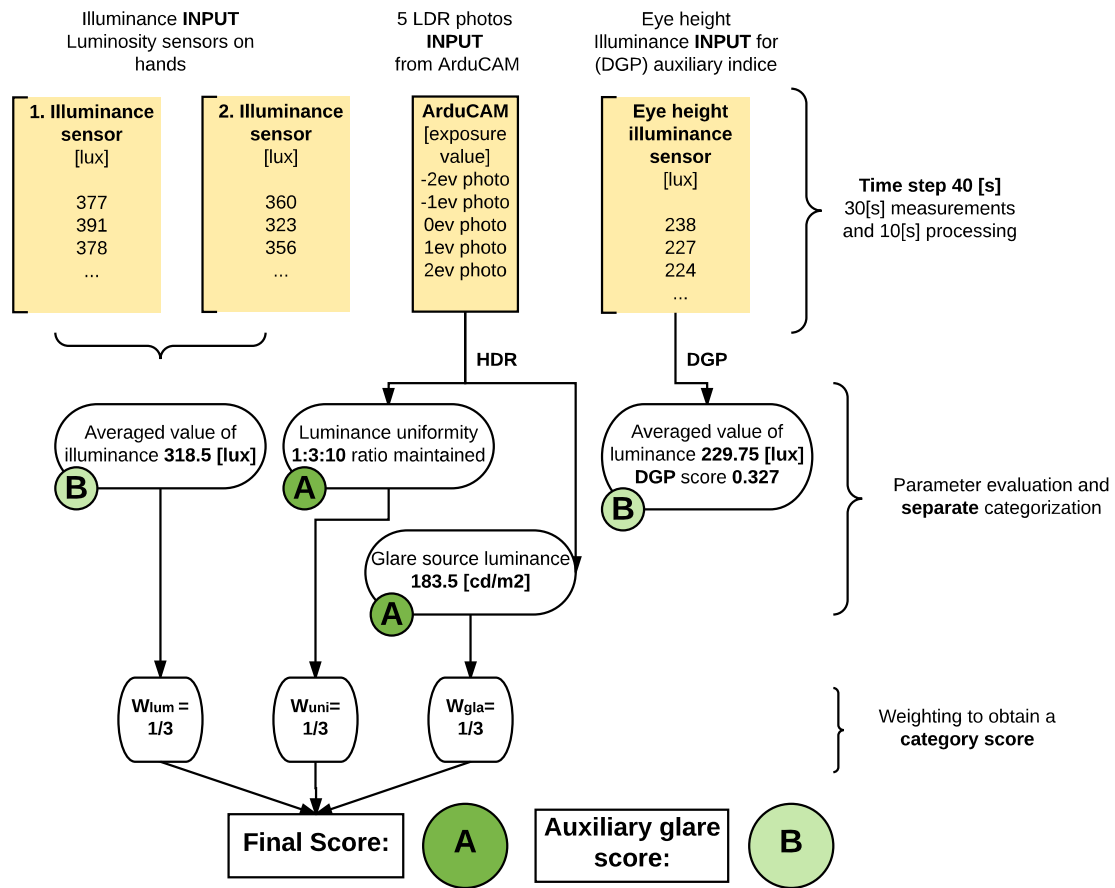 Illuminance INPUT
Luminosity sensors on
hands
5 LDR photos
INPUT
from ArduCAM
Eye height
Illuminance INPUT for
(DGP) auxiliary indice
1. Illuminance
sensor
[lux]
377
391
378
...
2. Illuminance
sensor
[lux]
360
323
356
...
ArduCAM
[exposure
value]
-2ev photo
-1ev photo
0ev photo
1ev photo
2ev photo
Eye height
illuminance
sensor
[lux]
238
227
224
...
Time step 40 [s]
30[s] measurements
and 10[s] processing
HDR
DGP
Averaged value of
illuminance 318.5 [lux]
B
Luminance uniformity
1:3:10 ratio maintained
A
Averaged value of
luminance 229.75 [lux]
DGP score 0.327
B
Glare source luminance
183.5 [cd/m2]
A
Parameter evaluation and
separate categorization
Wlum =
1/3
Wuni=
1/3
Wgla=
1/3
Weighting to obtain a
category score
Final Score:
A
Auxiliary glare
score:
B